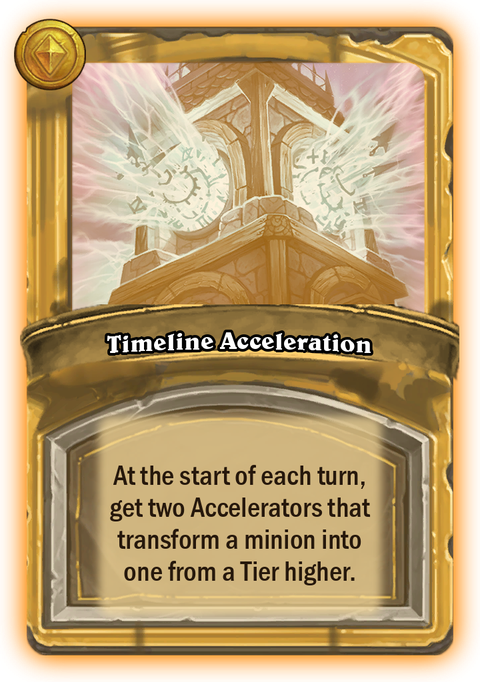 Timeline Acceleration
At the start of each turn,
get two Accelerators that
transform a minion into
one from a Tier higher.